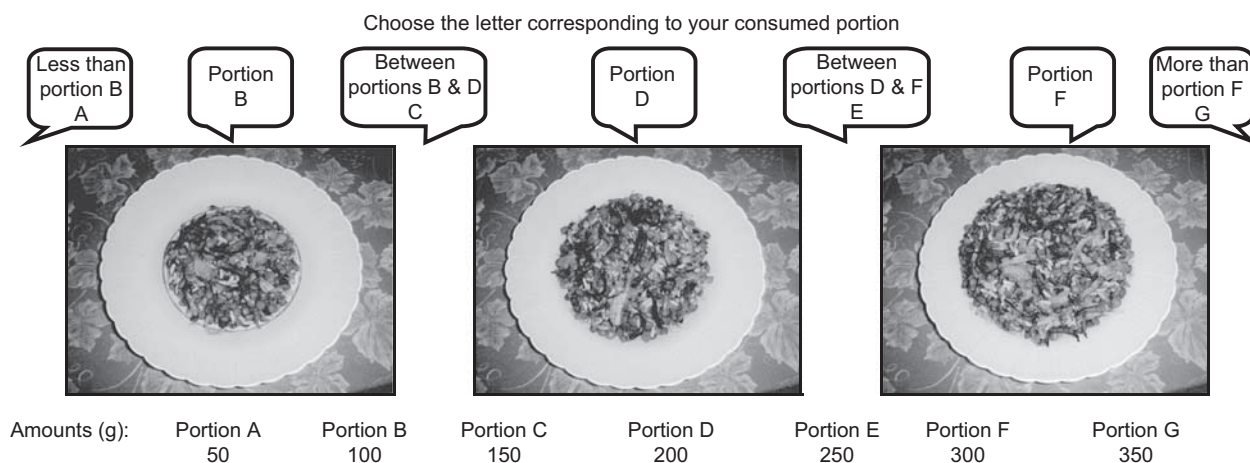 Choose the letter corresponding to your consumed portion
Less than
portion B
A
Portion
B
Between
portions B & D
C
Portion
D
Between
portions D & F
E
Portion
F
More than
portion F
G
Amounts (g): Portion A Portion B Portion C Portion D Portion E Portion F Portion G
50 100 150 200 250 300 350